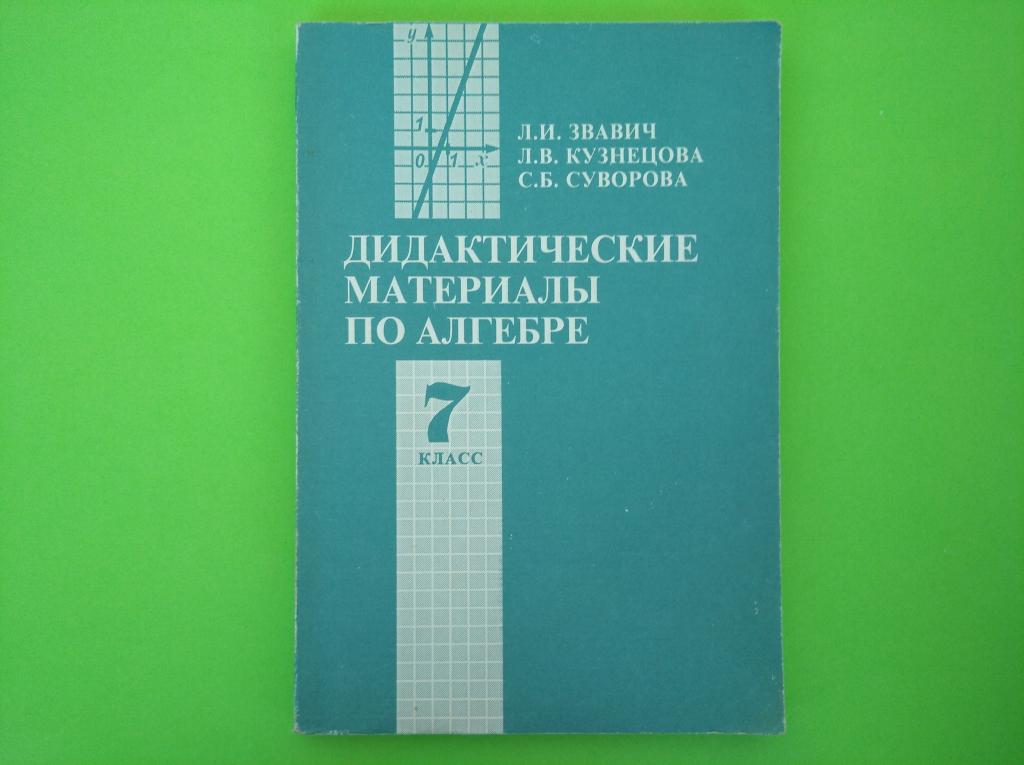 y
1
0 1 x
Л.И. ЗВАВИЧ
Л.В. КУЗНЕЦОВА
С.Б. СУВОРОВА
ДИДАКТИЧЕСКИЕ
МАТЕРИАЛЫ
ПО АЛГЕБРЕ
7
КЛАСС